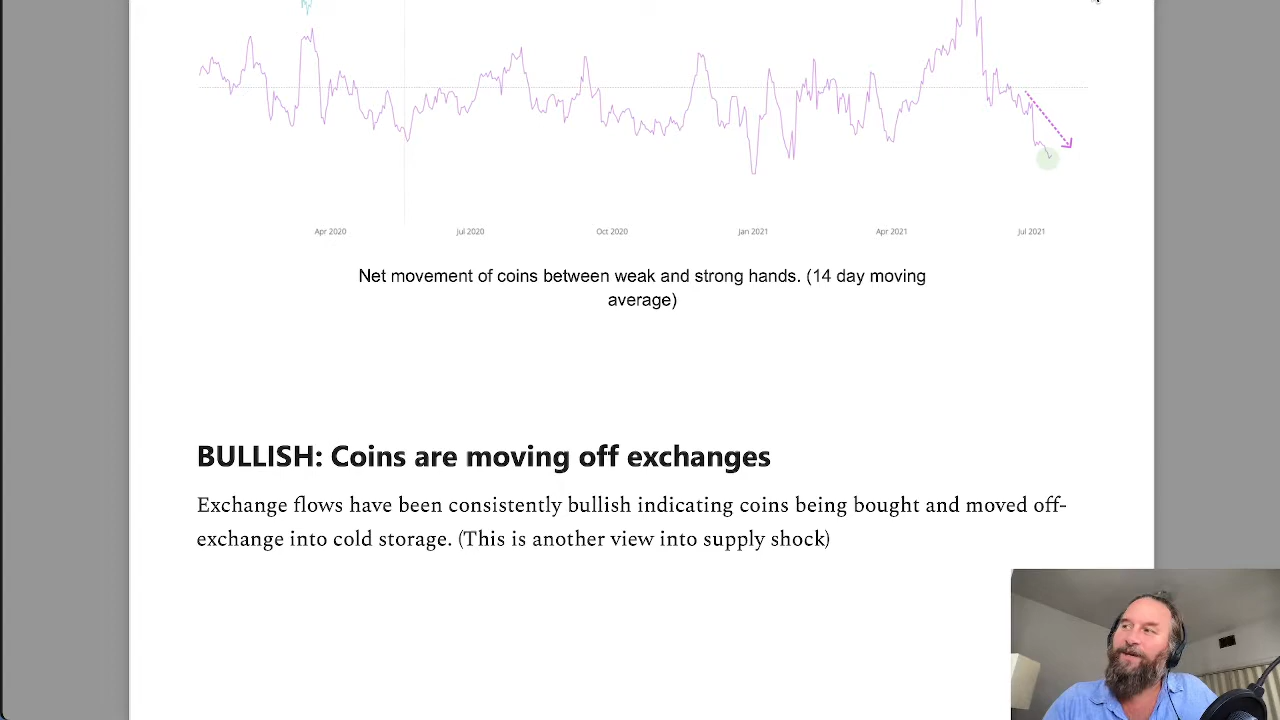 Apr 2020 Jul 2020 Oct 2020 Jan 2021 Apr 2021 Jul 2021
Net movement of coins between weak and strong hands. (14 day moving
average)
BULLISH: Coins are moving off exchanges
Exchange flows have been consistently bullish indicating coins being bought and moved off-
exchange into cold storage. (This is another view into supply shock)